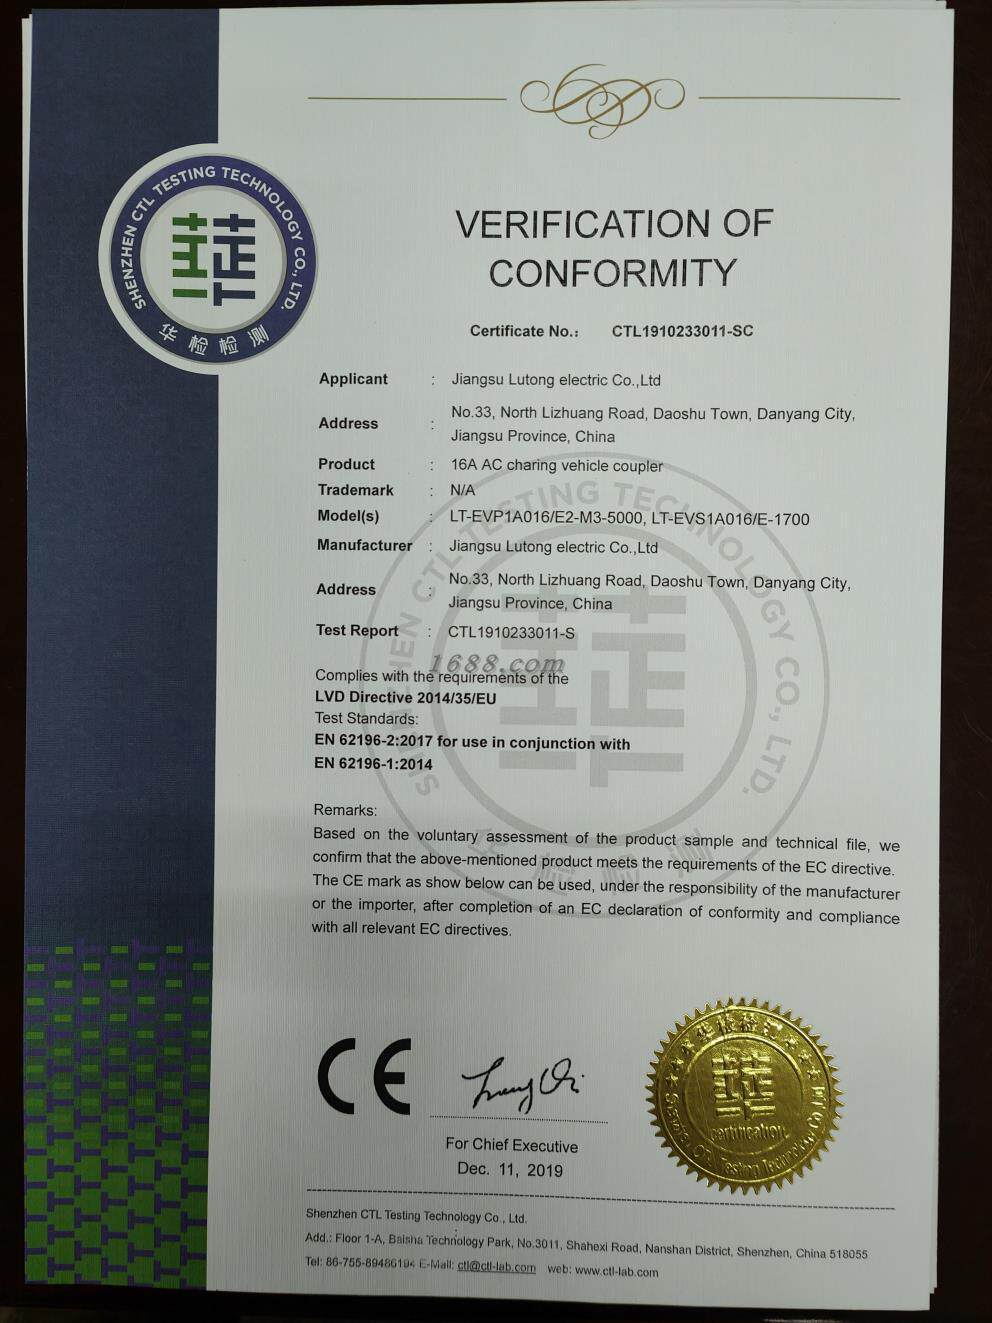 SHENZHEN CTL TESTING TECHNOLOGY CO., LTD.
华检检测
VERIFICATION OF
CONFORMITY
Certificate No.: CTL1910233011-SC
Applicant : Jiangsu Lutong electric Co.,Ltd
Address : No.33, North Lizhuang Road, Daoshu Town, Danyang City,
Jiangsu Province, China
Product : 16A AC charing vehicle coupler
Trademark : N/A
Model(s) : LT-EVP1A016/E2-M3-5000, LT-EVS1A016/E-1700
Manufacturer : Jiangsu Lutong electric Co.,Ltd
Address : No.33, North Lizhuang Road, Daoshu Town, Danyang City,
Jiangsu Province, China
Test Report : CTL1910233011-S
1688.com
Complies with the requirements of the
LVD Directive 2014/35/EU
Test Standards:
EN 62196-2:2017 for use in conjunction with
EN 62196-1:2014
SHENZHEN CTL TESTING TECHNOLOGY CO., LTD.
Remarks:
Based on the voluntary assessment of the product sample and technical file, we
confirm that the above-mentioned product meets the requirements of the EC directive.
The CE mark as show below can be used, under the responsibility of the manufacturer
or the importer, after completion of an EC declaration of conformity and compliance
with all relevant EC directives.
CE
For Chief Executive
Dec. 11, 2019
certification
Testing Technology Co
Shenzhen CTL Testing Technology Co., Ltd.
Add.: Floor 1-A, Baisha Technology Park, No.3011, Shahexi Road, Nanshan District, Shenzhen, China 518055
Tel: 86-755-89486194 E-Mail: ctl@ctl-lab.com web: www.ctl-lab.com